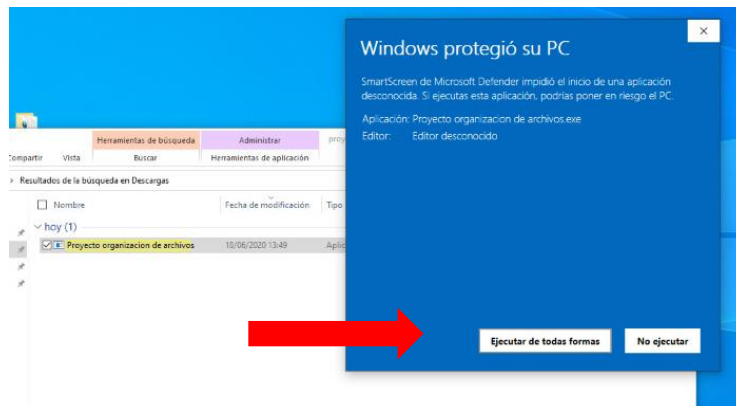 Windows protegió su PC
SmartScreen de Microsoft Defender impidió el inicio de una aplicación
desconocida. Si ejecutas esta aplicación, podrías poner en riesgo el PC.
Aplicación: Proyecto organizacion de archivos.exe
Editor: Editor desconocido
Herramientas de búsqueda Administrar
Vista Buscar Herramientas de aplicación
Resultados de la búsqueda en Descargas
Nombre Fecha de modificación Tipo
hoy (1)
Proyecto organizacion de archivos 18/06/2020 13:49
Ejecutar de todas formas No ejecutar